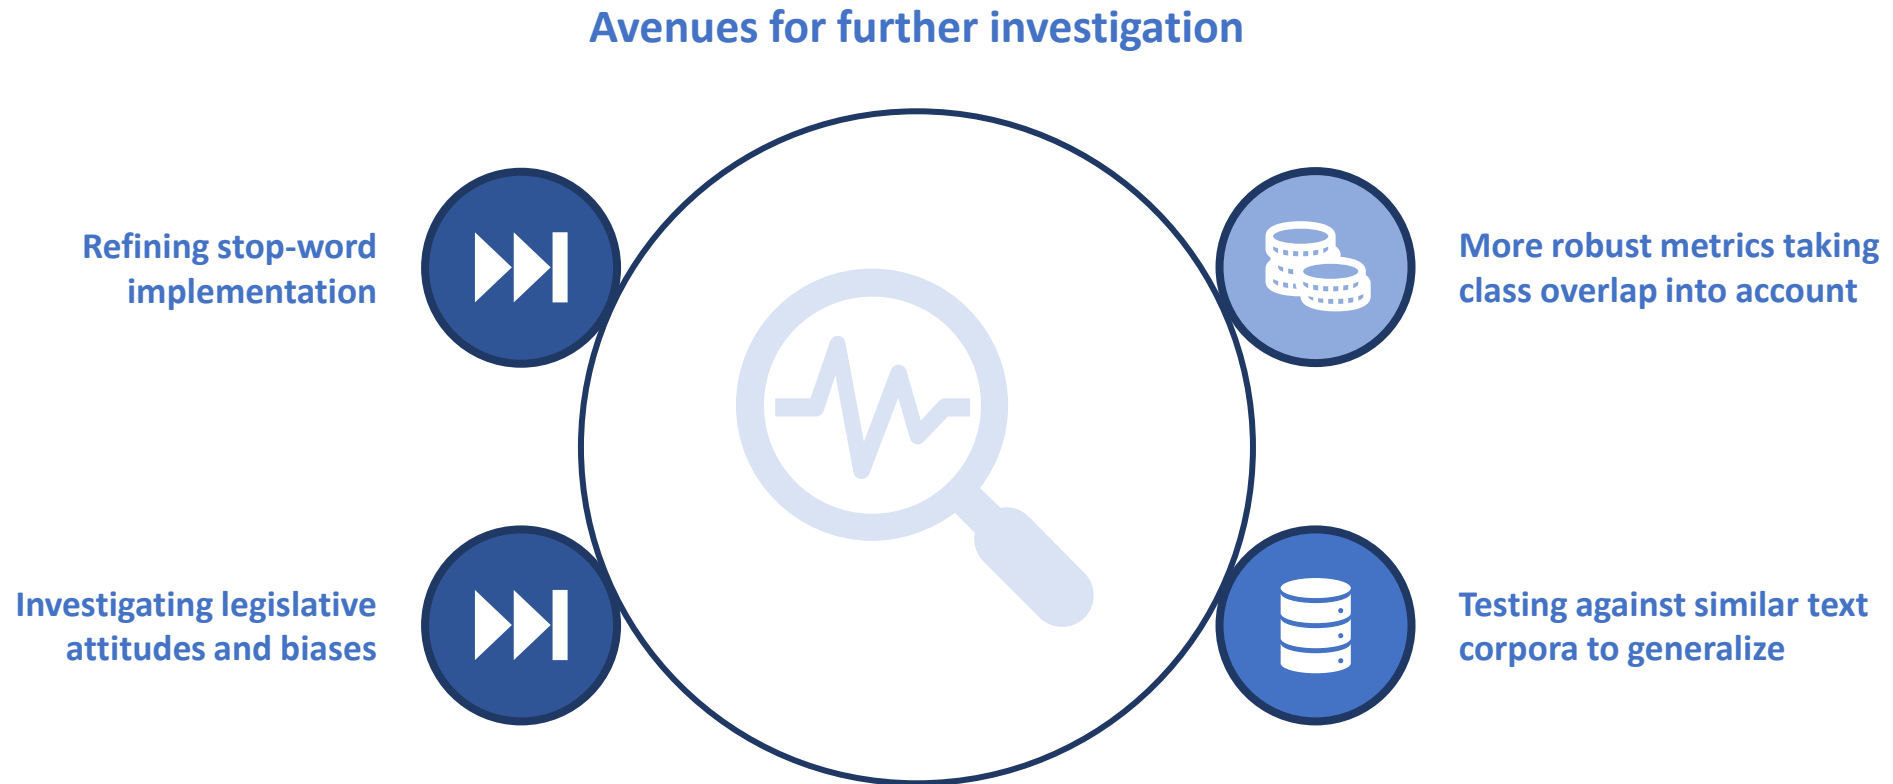 Avenues for further investigation
Refining stop-word
implementation
More robust metrics taking
class overlap into account
Investigating legislative
attitudes and biases
Testing against similar text
corpora to generalize